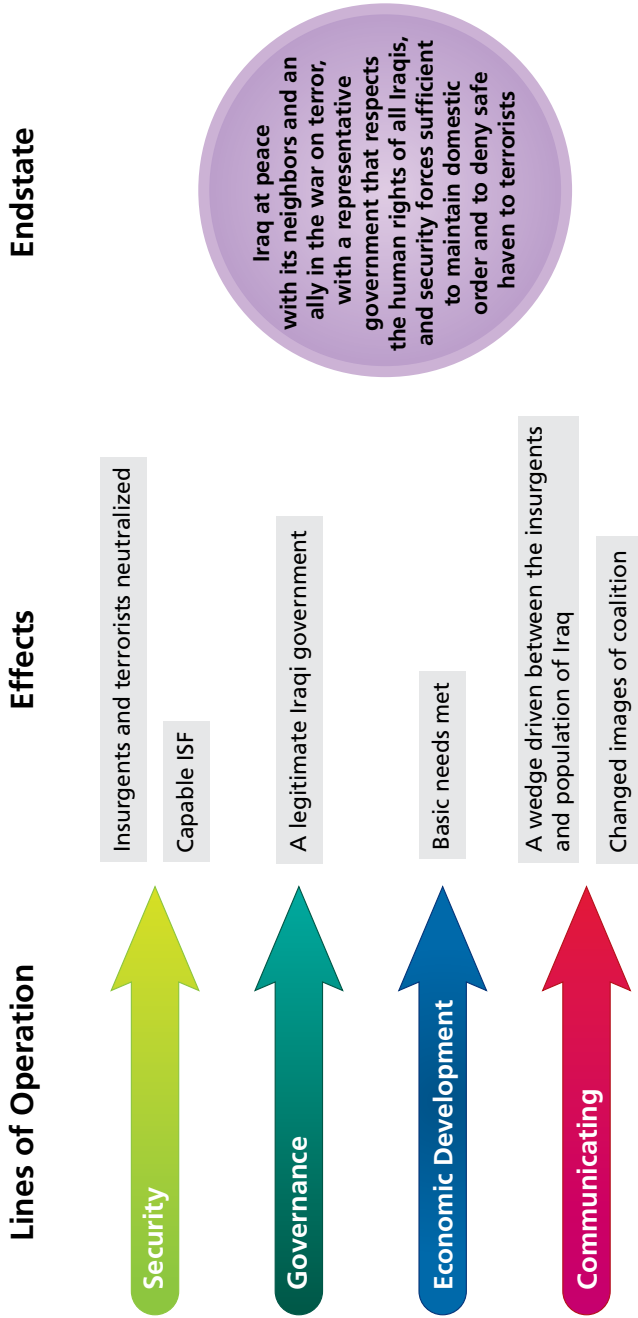 Lines of Operation
Effects
Endstate
Security
Insurgents and terrorists neutralized
Capable ISF
Governance
A legitimate Iraqi government
Economic Development
Basic needs met
Communicating
A wedge driven between the insurgents
and population of Iraq
Changed images of coalition
Iraq at peace
with its neighbors and an
ally in the war on terror,
with a representative
government that respects
the human rights of all Iraqis,
and security forces sufficient
to maintain domestic
order and to deny safe
haven to terrorists